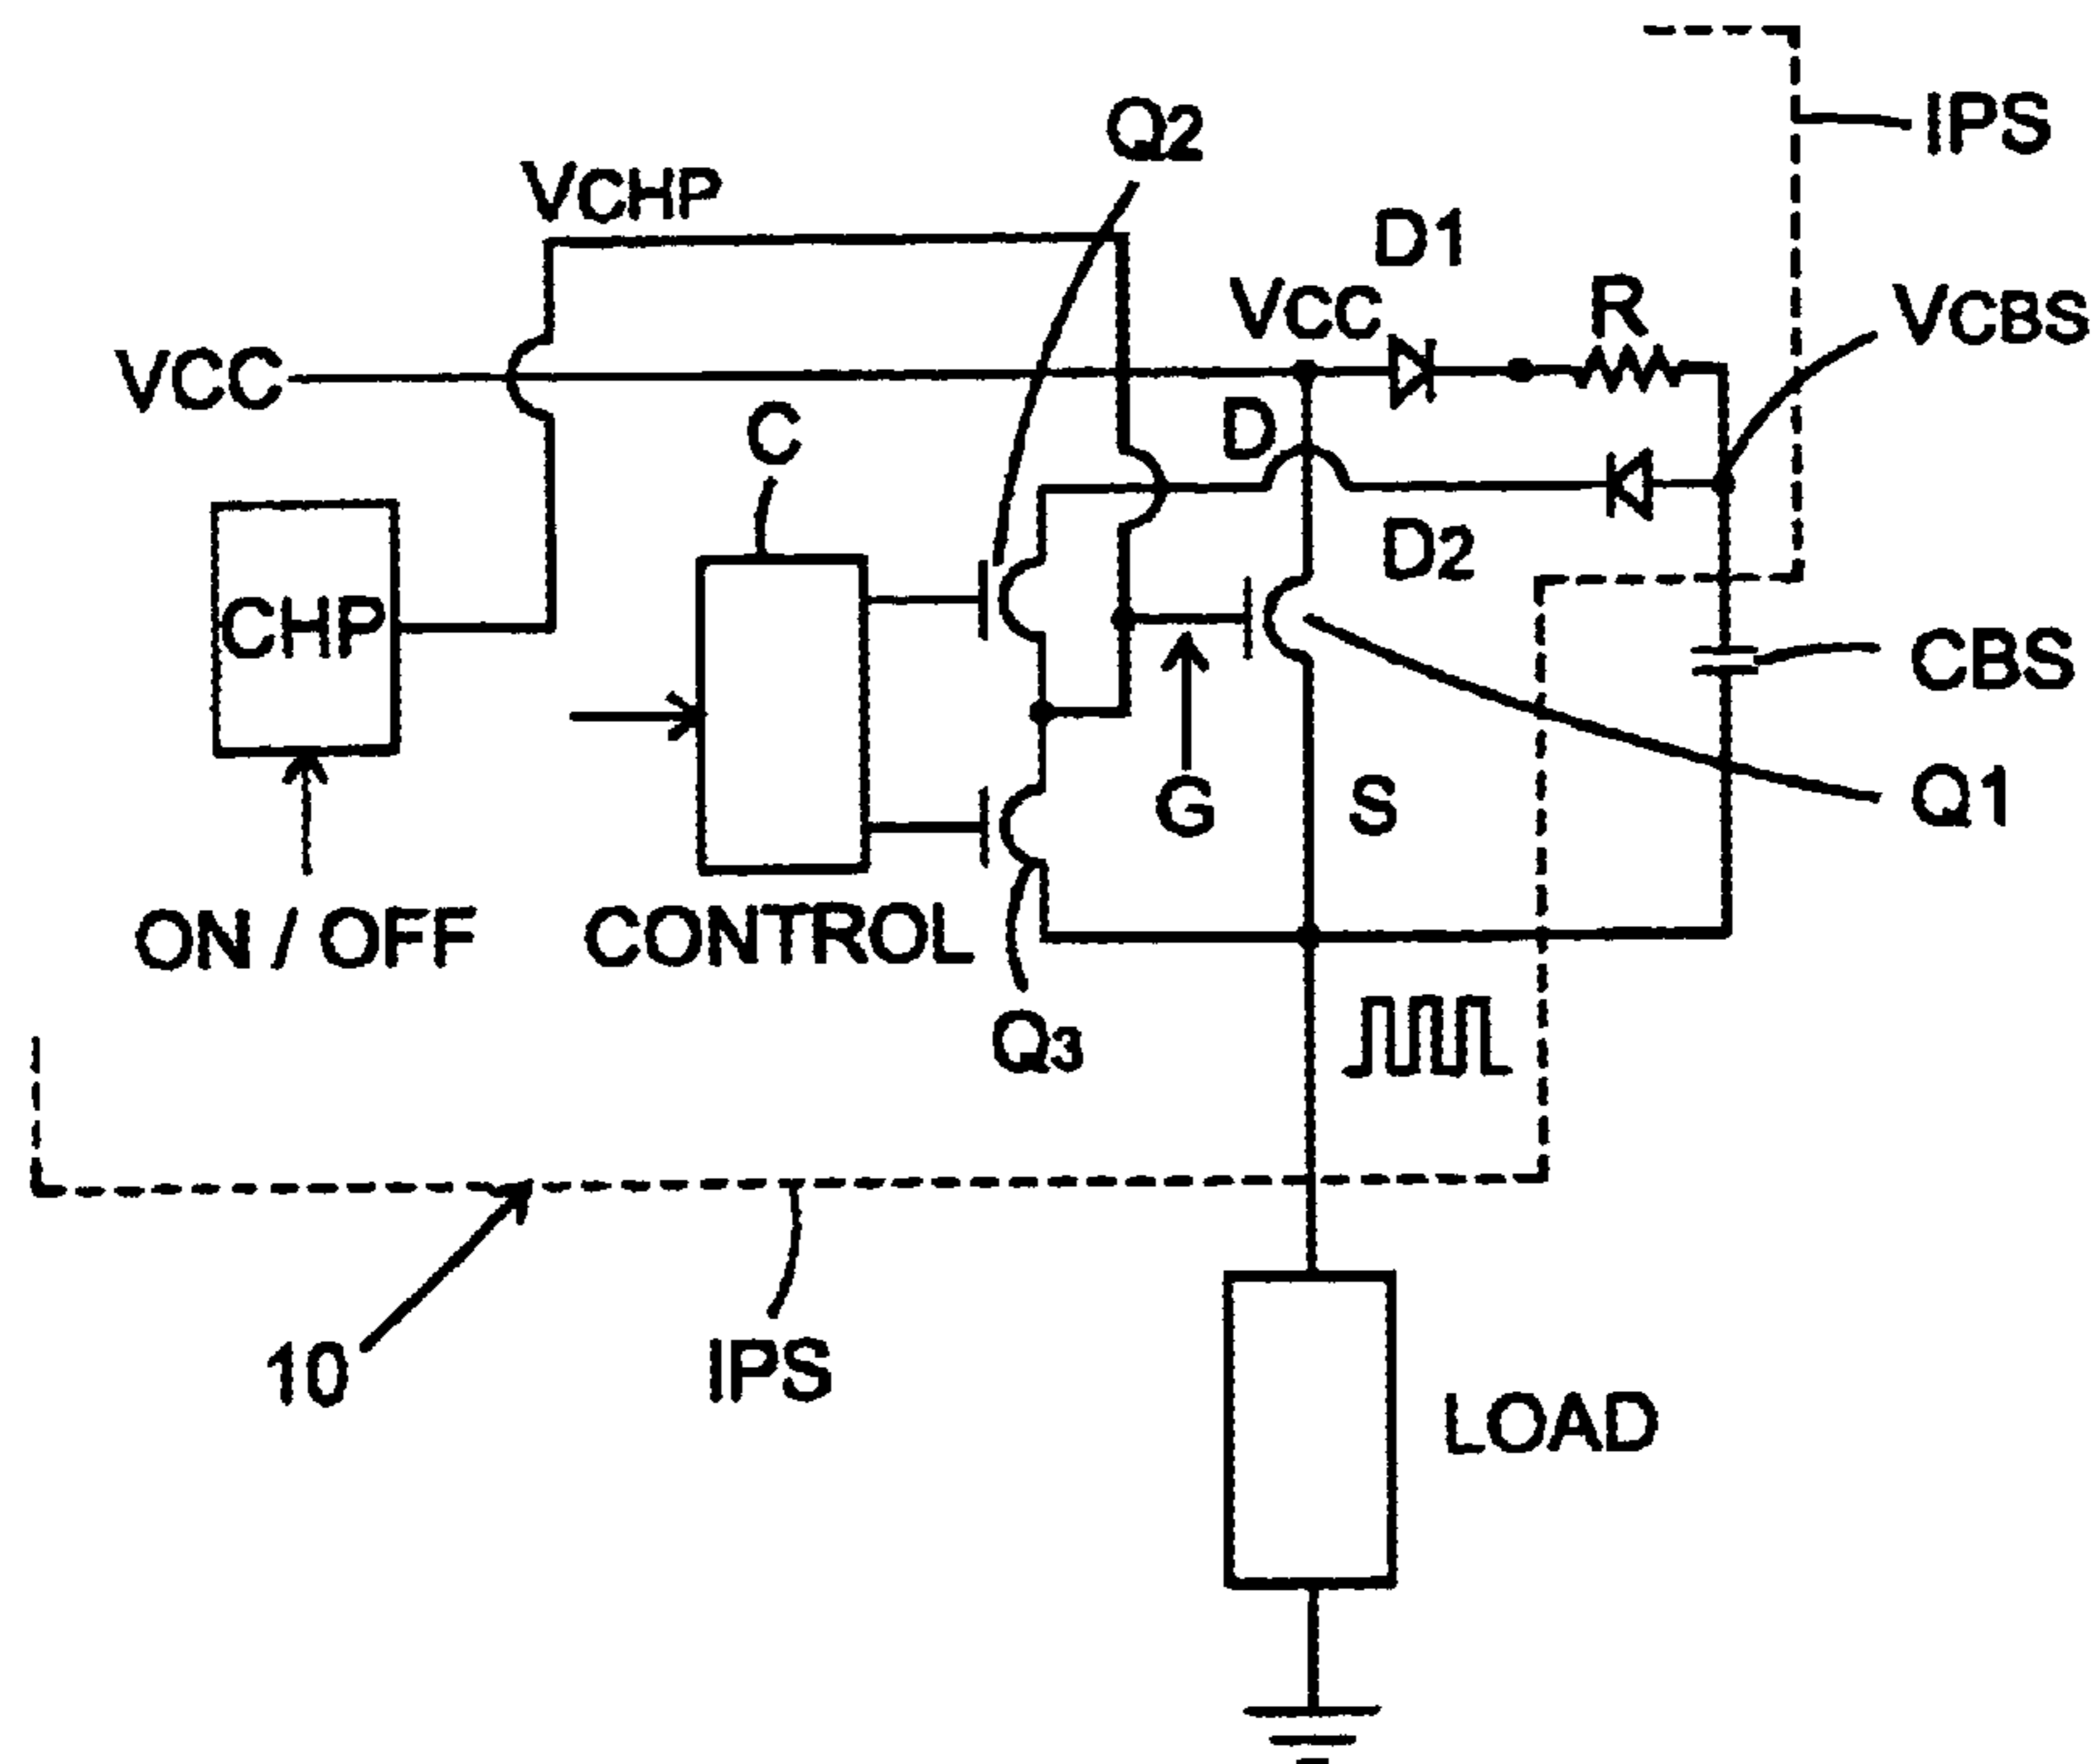 Q2
IPS
VCHP
D1
VCC
R
VCBS
VCC
C
D
D2
CHP
CBS
G
S
Q1
ON / OFF
CONTROL
Q3
10
IPS
LOAD